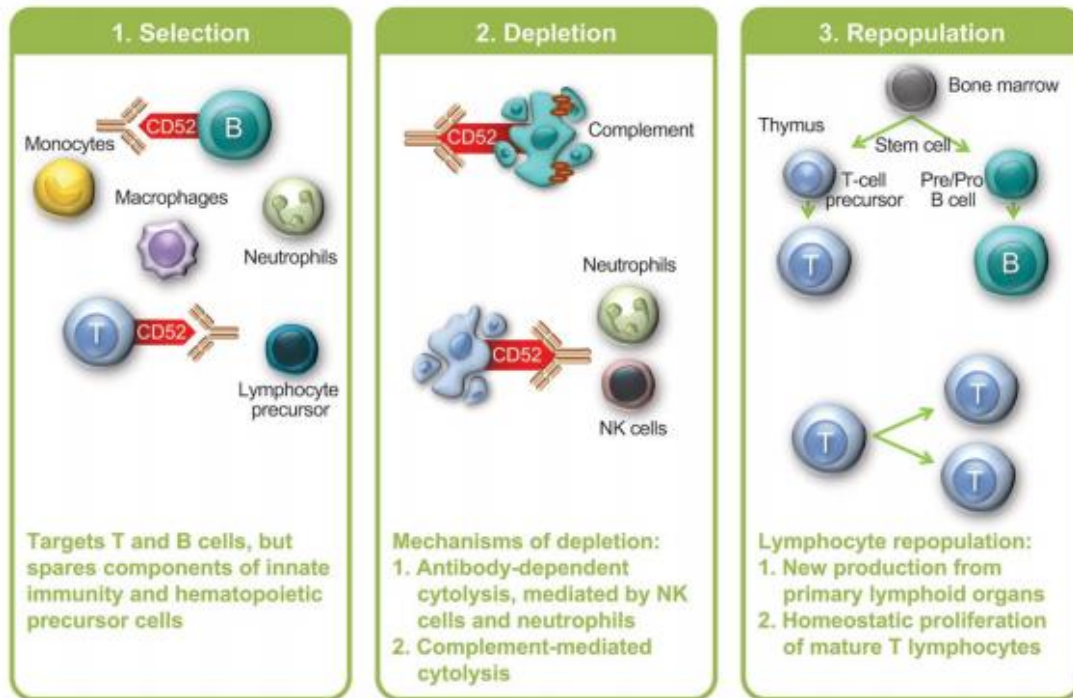 1. Selection
CD52
B
Monocytes
Macrophages
Neutrophils
T
CD52
Lymphocyte
precursor
Targets T and B cells, but
spares components of innate
immunity and hematopoietic
precursor cells
2. Depletion
CD52
Complement
Neutrophils
CD52
NK cells
Mechanisms of depletion:
1. Antibody-dependent
cytolysis, mediated by NK
cells and neutrophils
2. Complement-mediated
cytolysis
3. Repopulation
Bone marrow
Thymus
Stem cell
T-cell
precursor
Pre/Pro
B cell
T
B
T
T
T
Lymphocyte repopulation:
1. New production from
primary lymphoid organs
2. Homeostatic proliferation
of mature T lymphocytes